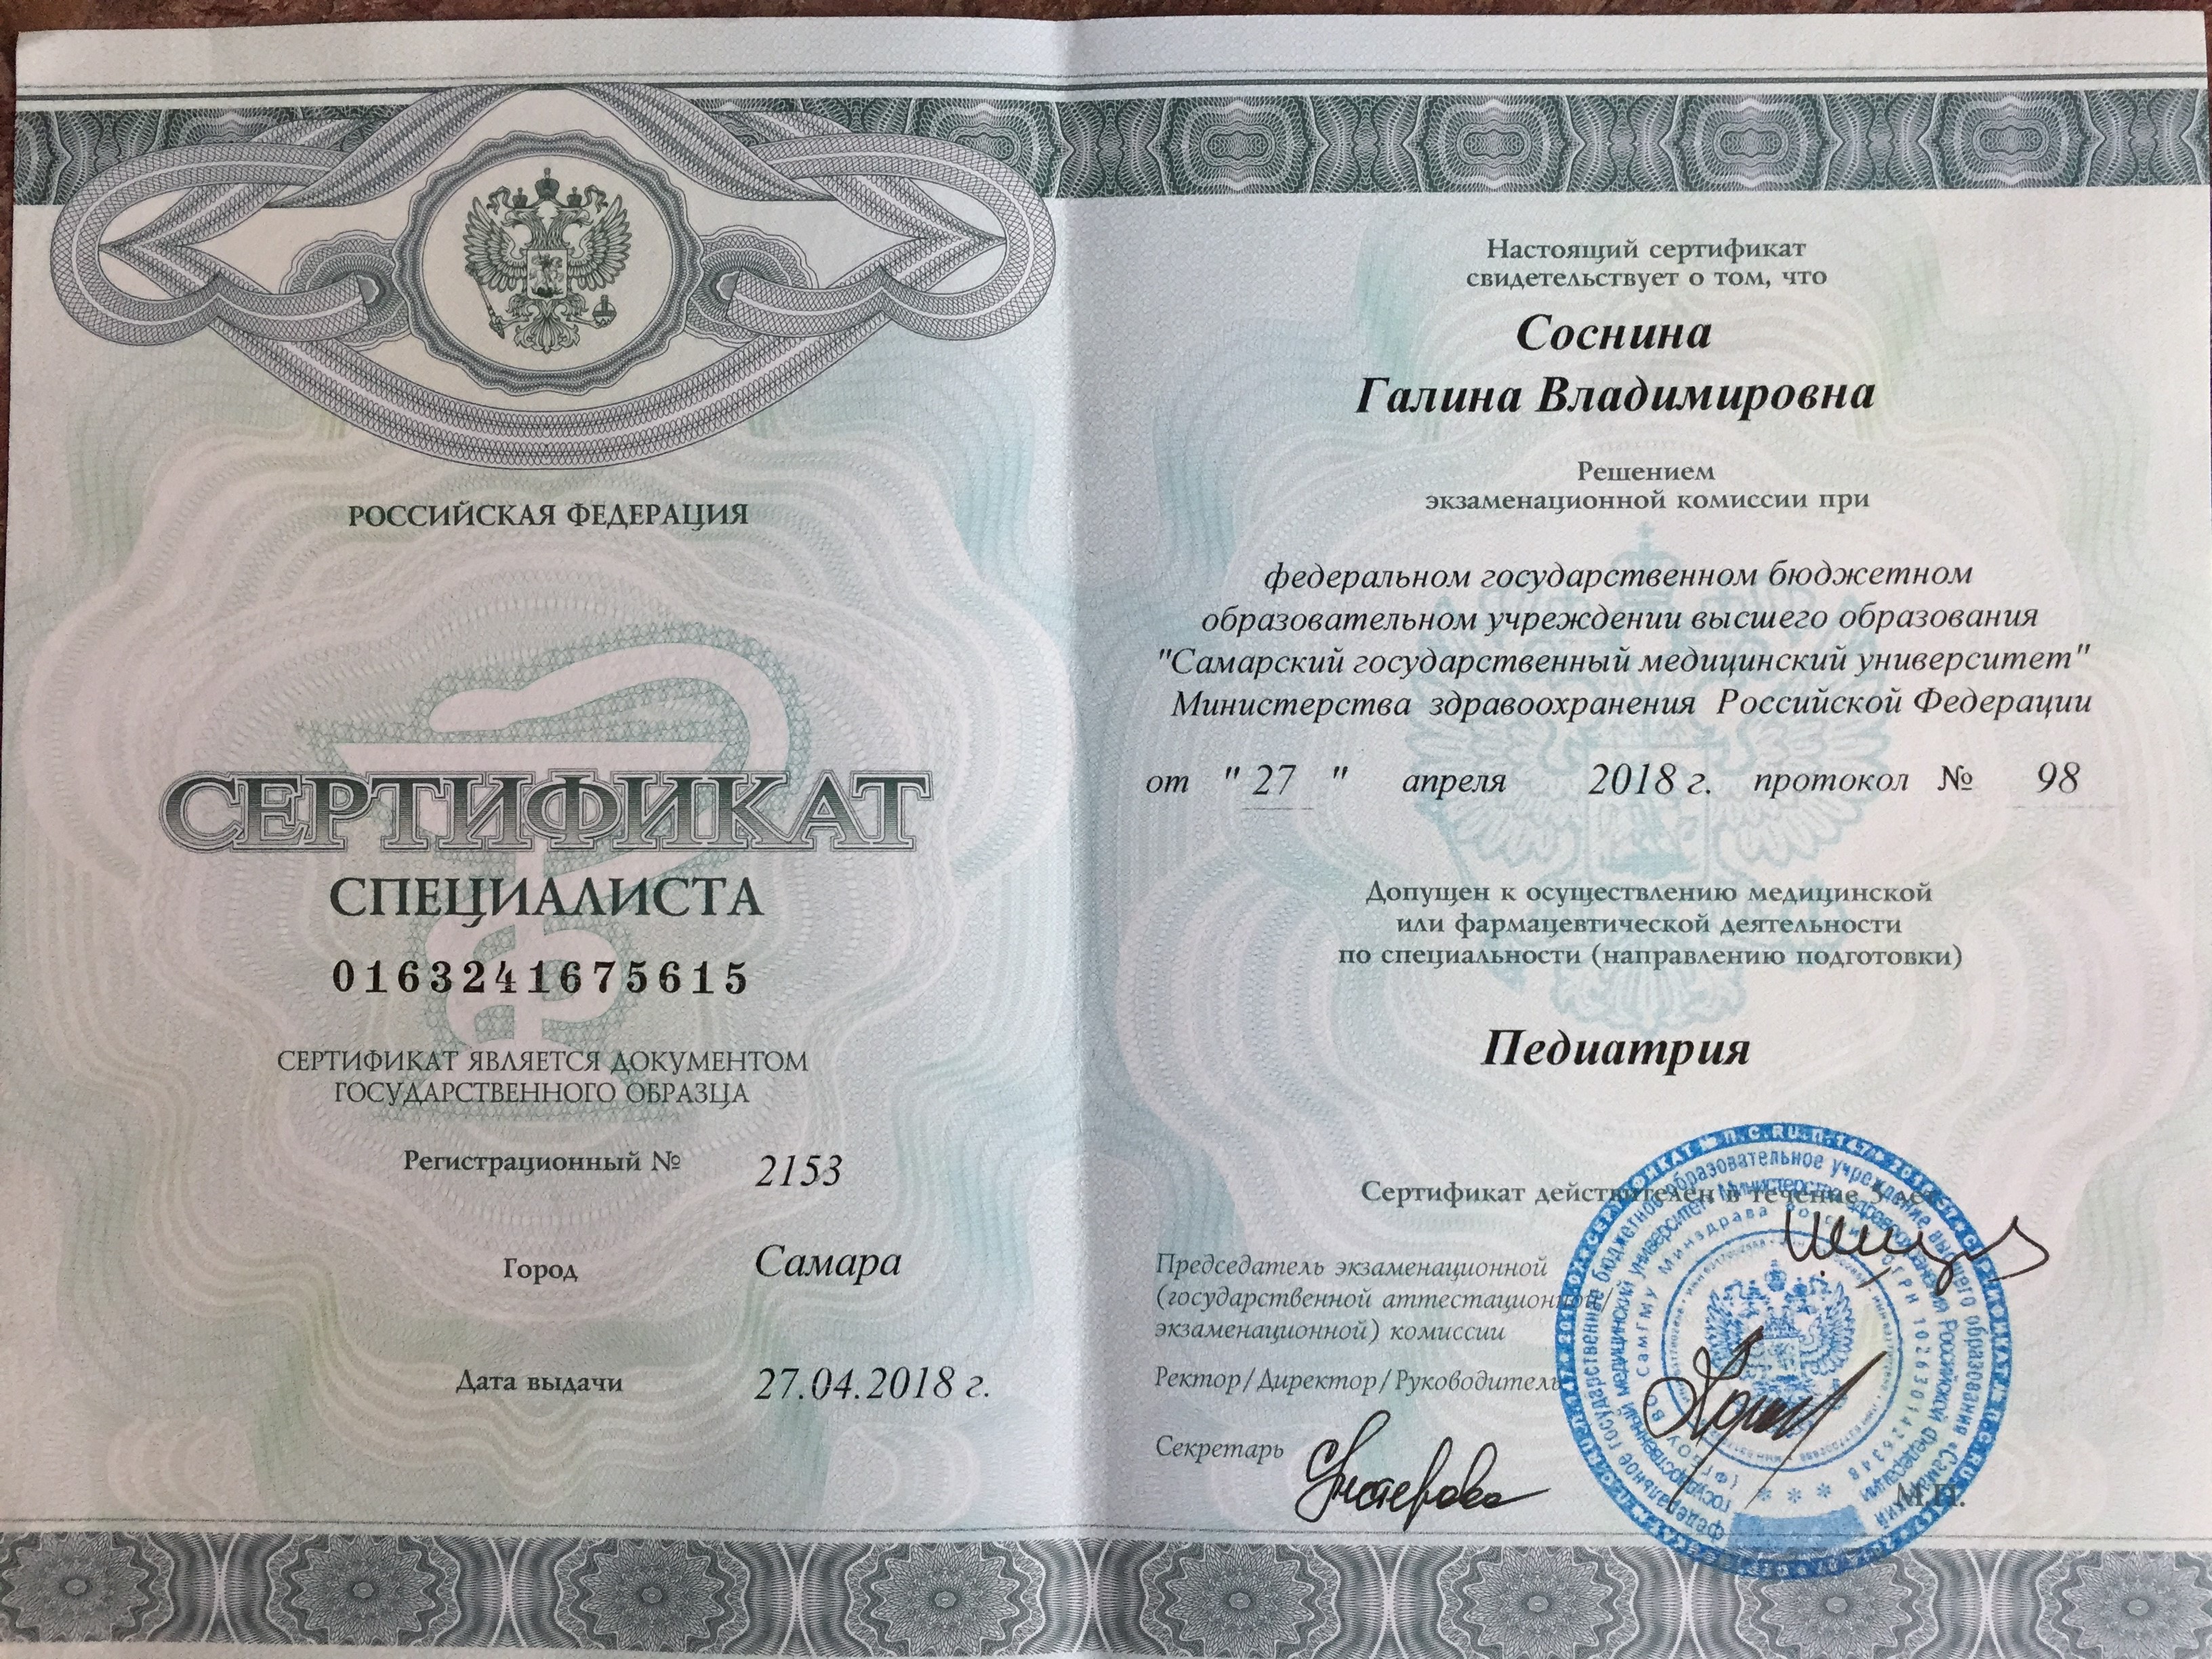 РОССИЙСКАЯ ФЕДЕРАЦИЯ
СЕРТИФИКАТ
СПЕЦИАЛИСТА
0163241675615
СЕРТИФИКАТ ЯВЛЯЕТСЯ ДОКУМЕНТОМ
ГОСУДАРСТВЕННОГО ОБРАЗЦА
Регистрационный № 2153
Город Самара
Дата выдачи 27.04.2018 г.
Настоящий сертификат
свидетельствует о том, что
Соснина
Галина Владимировна
Решением
экзаменационной комиссии при
федеральном государственном бюджетном
образовательном учреждении высшего образования
"Самарский государственный медицинский университет"
Министерства здравоохранения Российской Федерации
от "27" апреля 2018 г. протокол № 98
Допущен к осуществлению медицинской
или фармацевтической деятельности
по специальности (направлению подготовки)
Педиатрия
Сертификат действителен в течение 5 лет
Председатель экзаменационной
(государственной аттестационной/
экзаменационной) комиссии
Ректор/Директор/Руководитель
Секретарь
М.П.